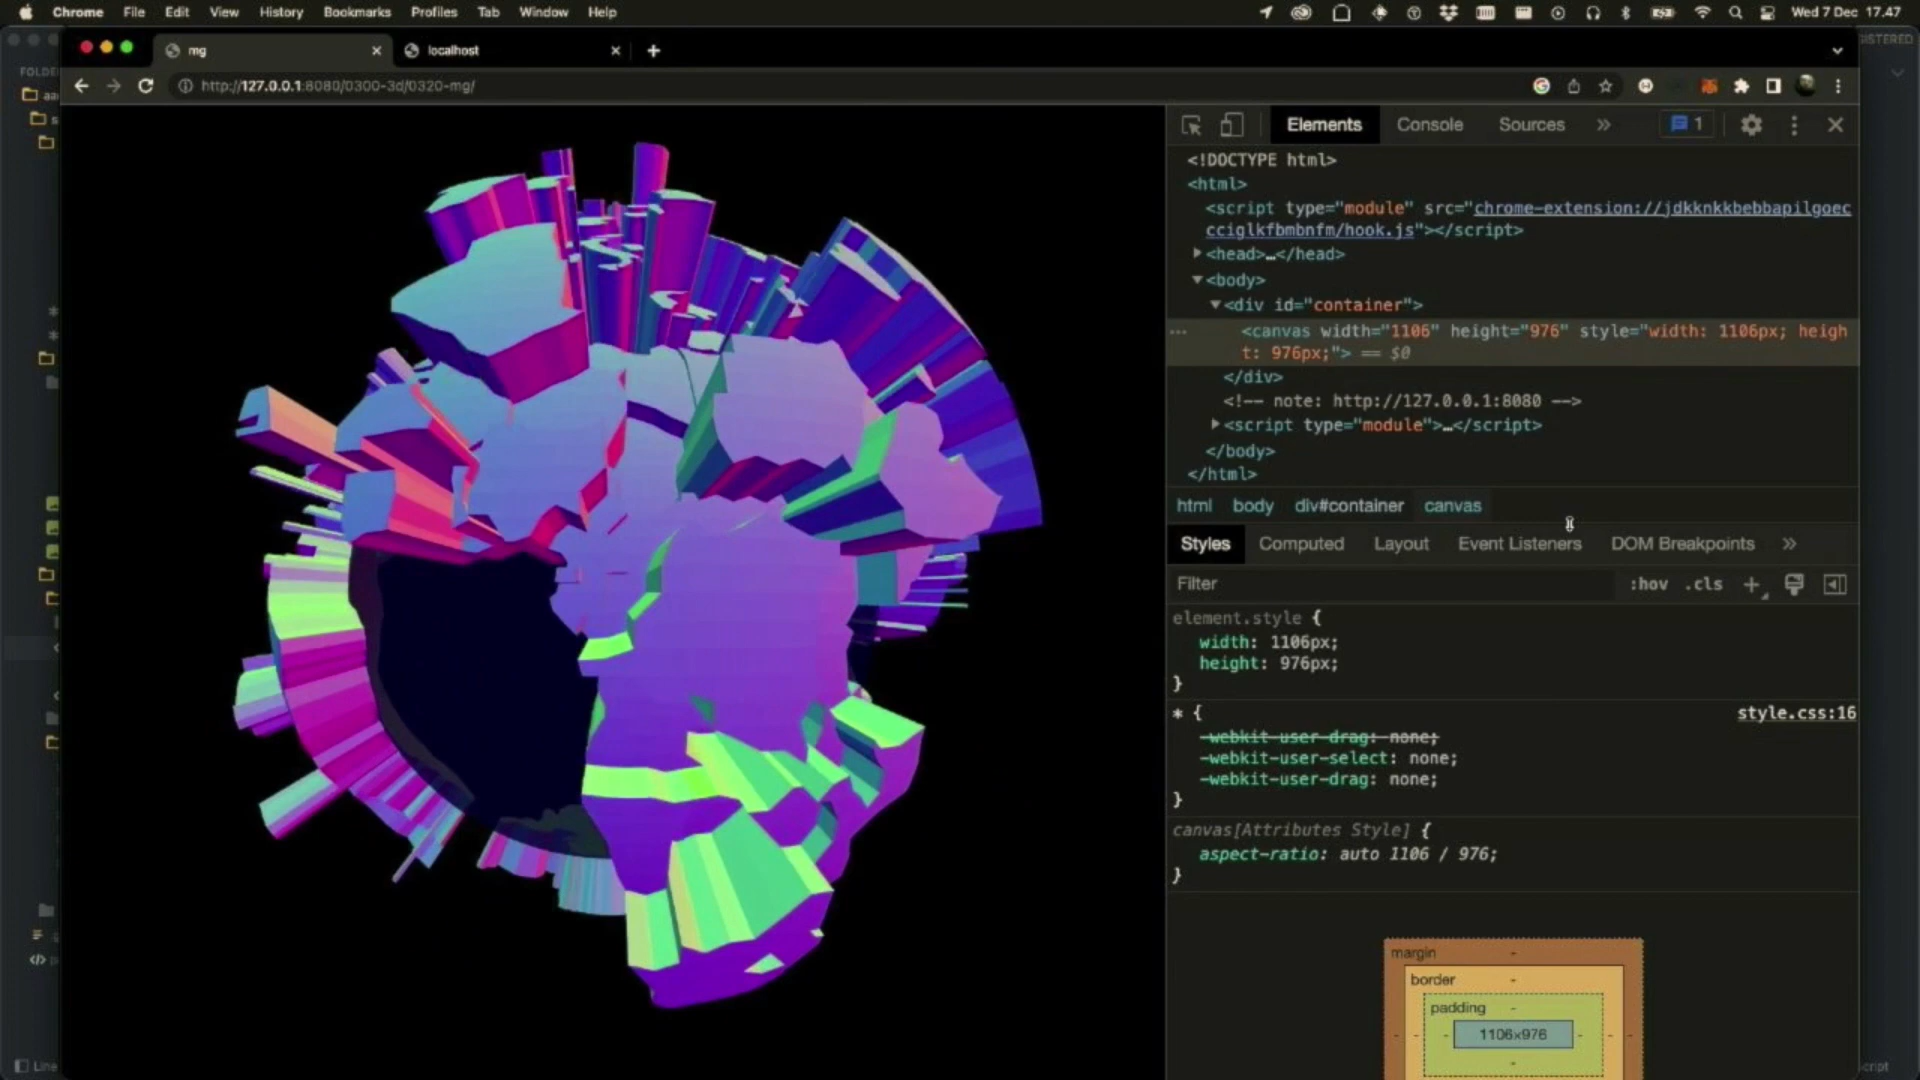 Chrome File Edit View History Bookmarks Profiles Tab Window Help
Wed 7 Dec 17.47
mg
localhost
http://127.0.0.1:8080/0300-3d/0320-mg/
Elements Console Sources » 1
<!DOCTYPE html>
<html>
<script type="module" src="chrome-extension://jdkknkkbebbapilgoec
cciglkfbmbnfm/hook.js"></script>
<head>…</head>
<body>
<div id="container">
<canvas width="1106" height="976" style="width: 1106px; heigh
t: 976px;"> == $0
</div>
<!-- note: http://127.0.0.1:8080 -->
<script type="module">…</script>
</body>
</html>
html body div#container canvas
Styles Computed Layout Event Listeners DOM Breakpoints »
Filter :hov .cls
element.style {
width: 1106px;
height: 976px;
}
* { style.css:16
-webkit-user-drag: none;
-webkit-user-select: none;
-webkit-user-drag: none;
}
canvas[Attributes Style] {
aspect-ratio: auto 1106 / 976;
}
margin -
border -
padding -
- - - 1106×976 - - -
-
Line